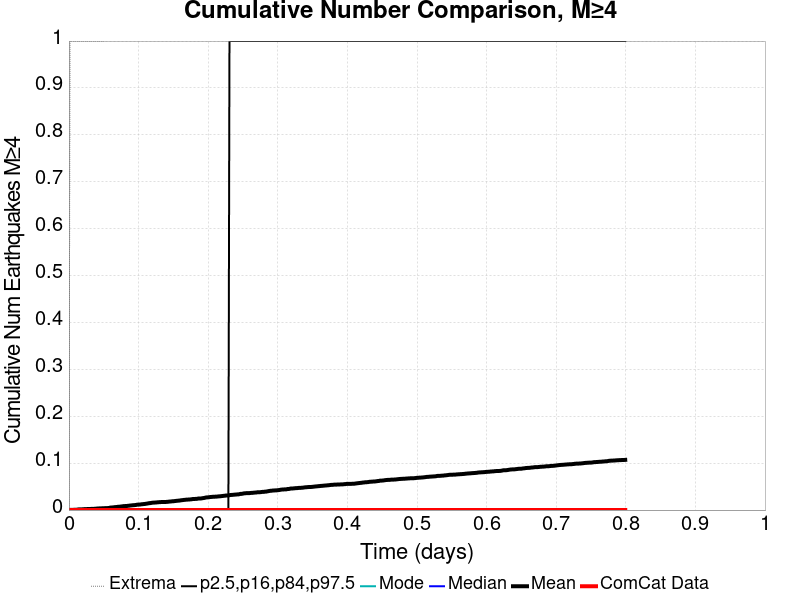 Cumulative Number Comparison, M≥4
Cumulative Num Earthquakes M≥4
1
0.9
0.8
0.7
0.6
0.5
0.4
0.3
0.2
0.1
0
0 0.1 0.2 0.3 0.4 0.5 0.6 0.7 0.8 0.9 1
Time (days)
Extrema p2.5,p16,p84,p97.5 Mode Median Mean ComCat Data